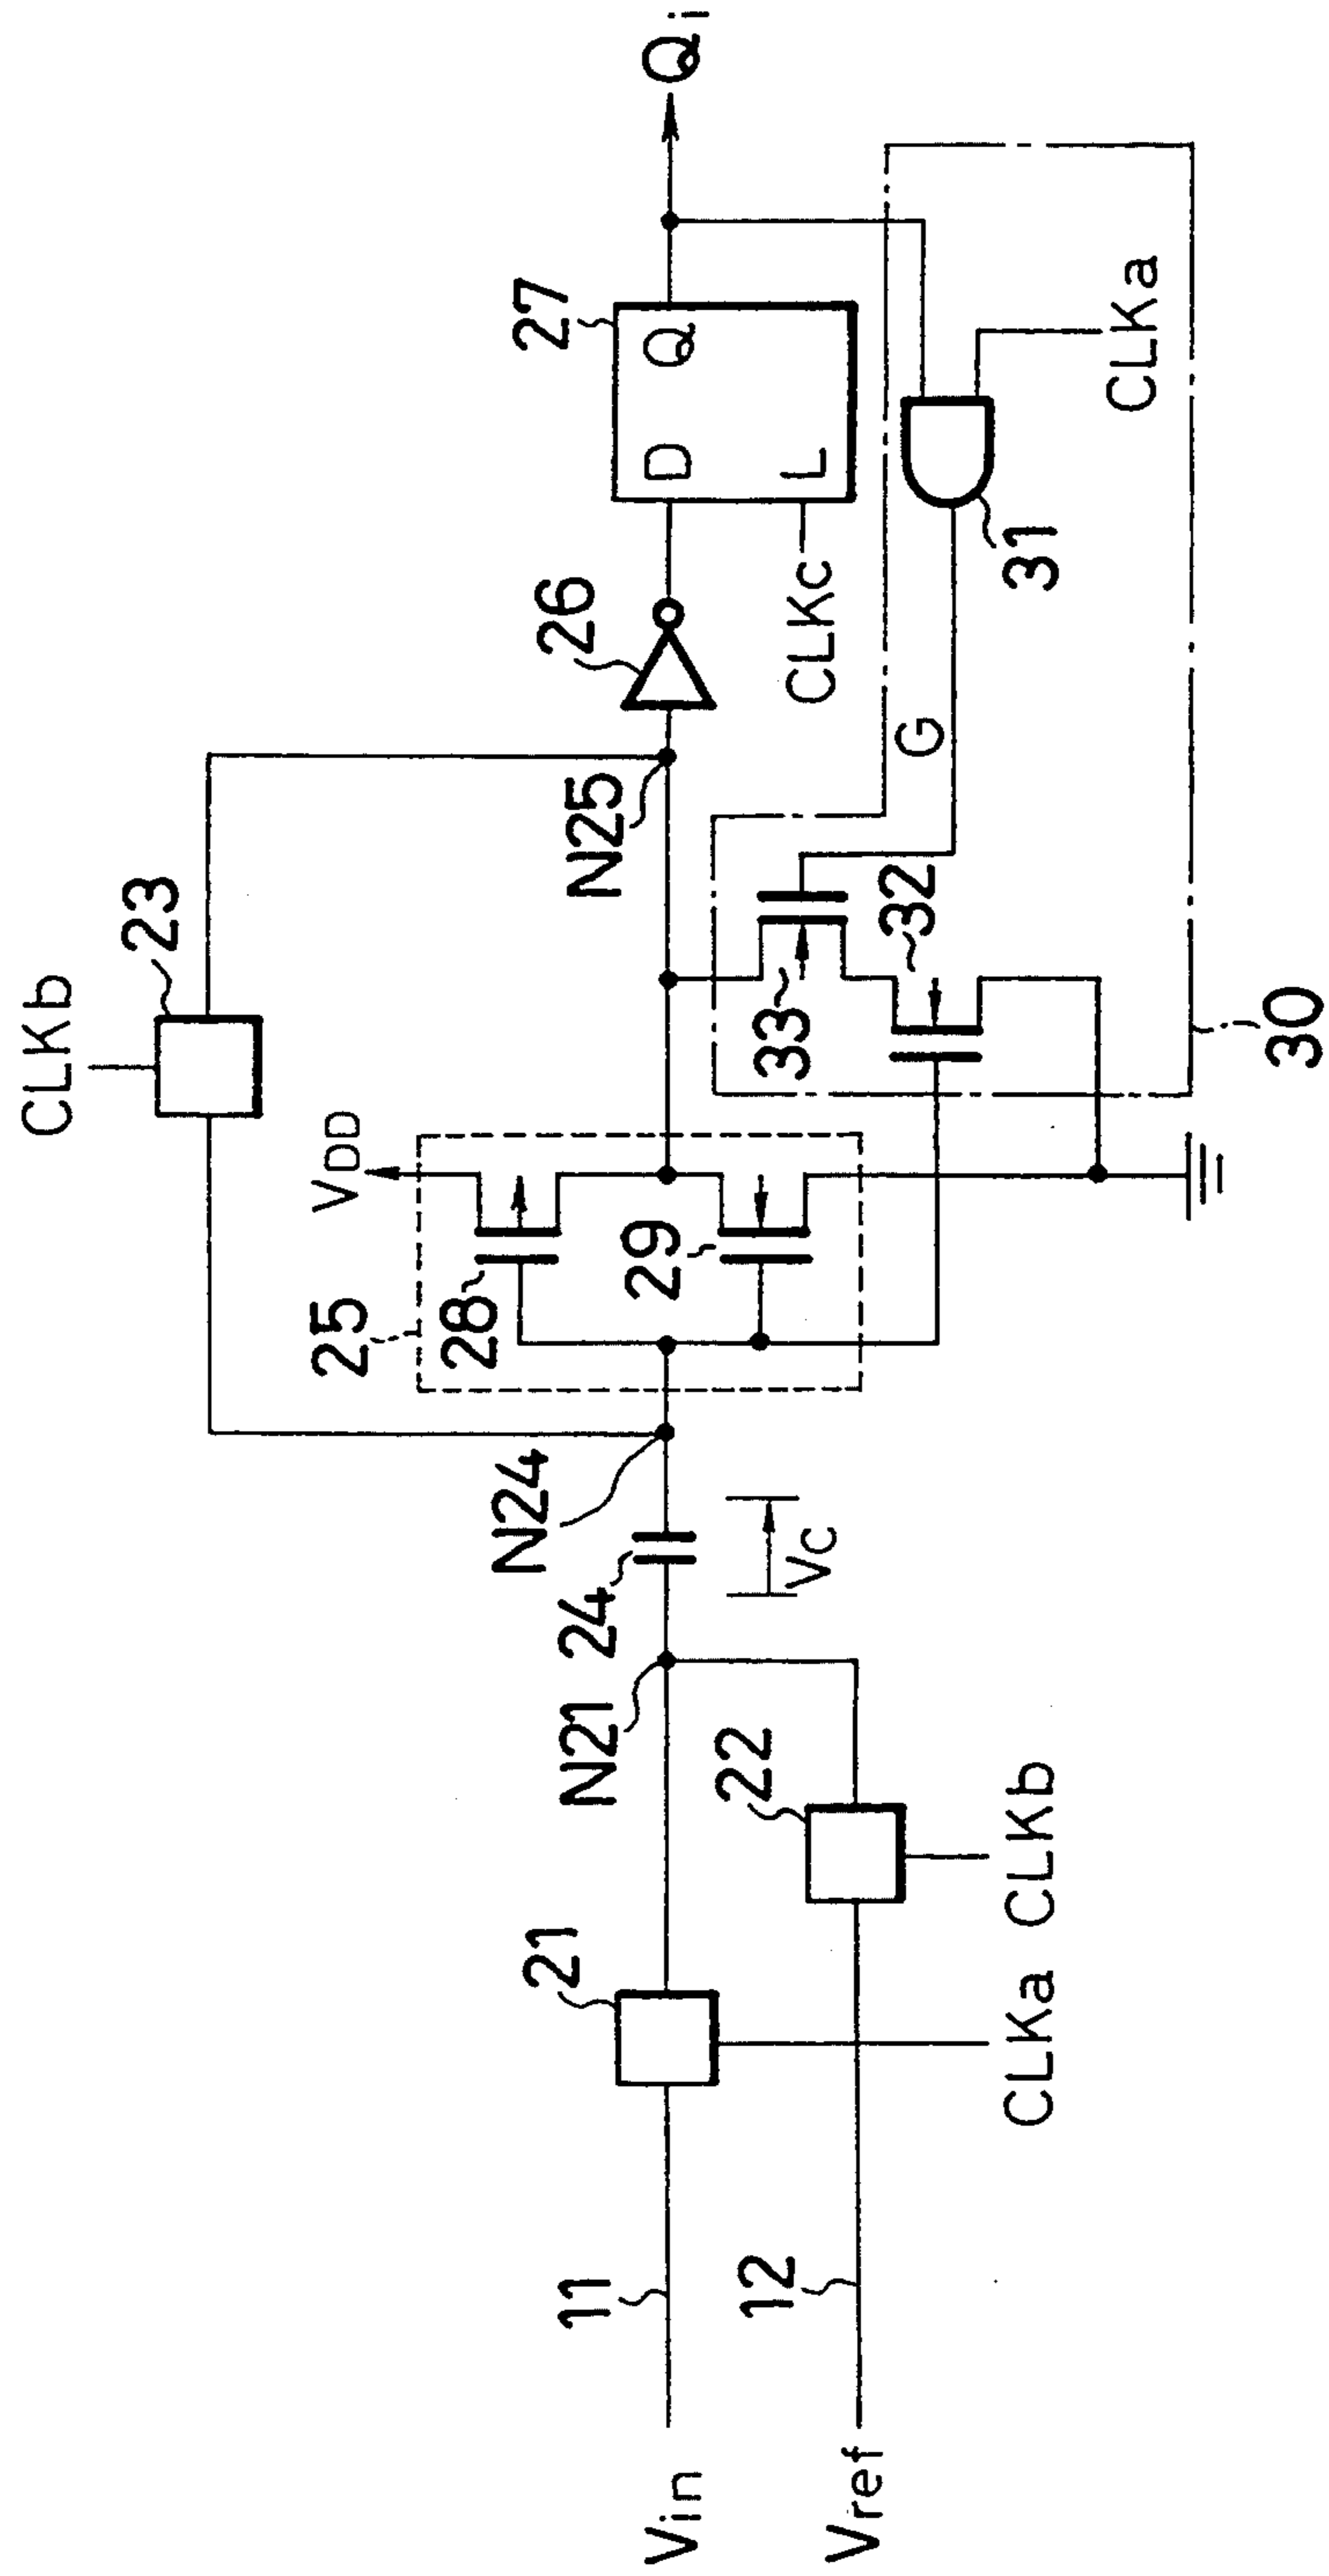 CLKb
23
VDD
25
28
29
N24
N25
26
27
D
Q
L
CLKc
Qi
N21
24
VC
21
22
11
12
Vin
Vref
CLKa
CLKb
33
32
G
31
CLKa
30